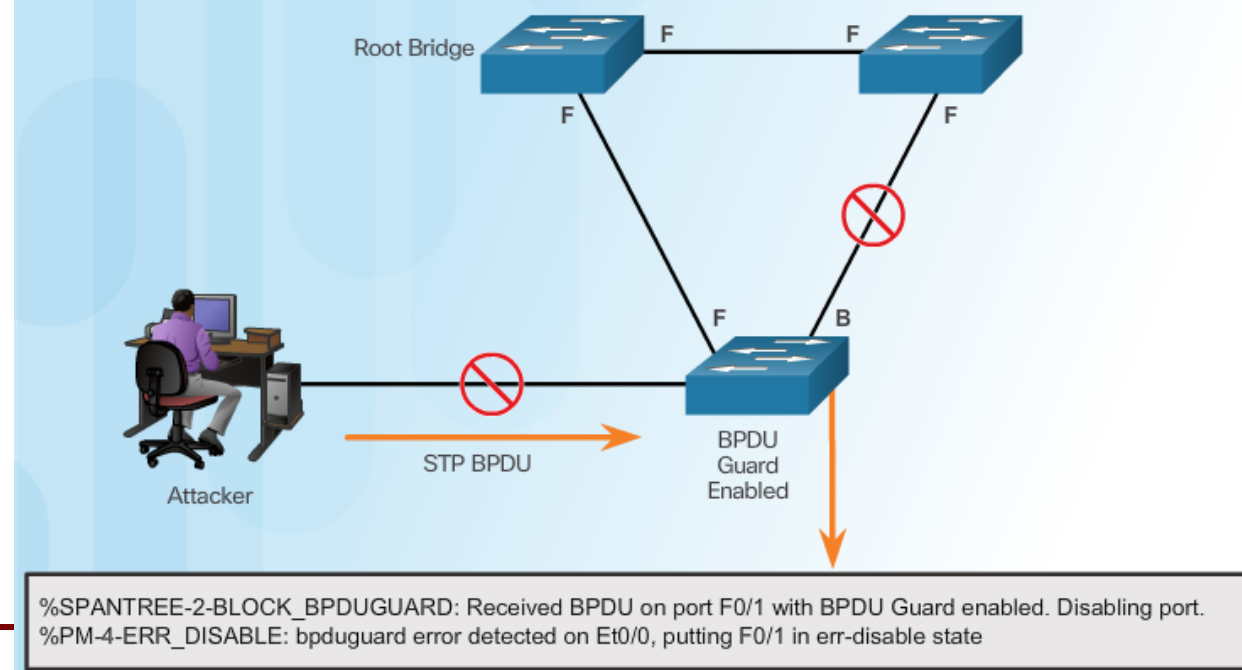 Root Bridge
F
F
F
F
F
B
STP BPDU
BPDU
Guard
Enabled
Attacker
%SPANTREE-2-BLOCK_BPDUGUARD: Received BPDU on port F0/1 with BPDU Guard enabled. Disabling port.
%PM-4-ERR_DISABLE: bpduguard error detected on Et0/0, putting F0/1 in err-disable state